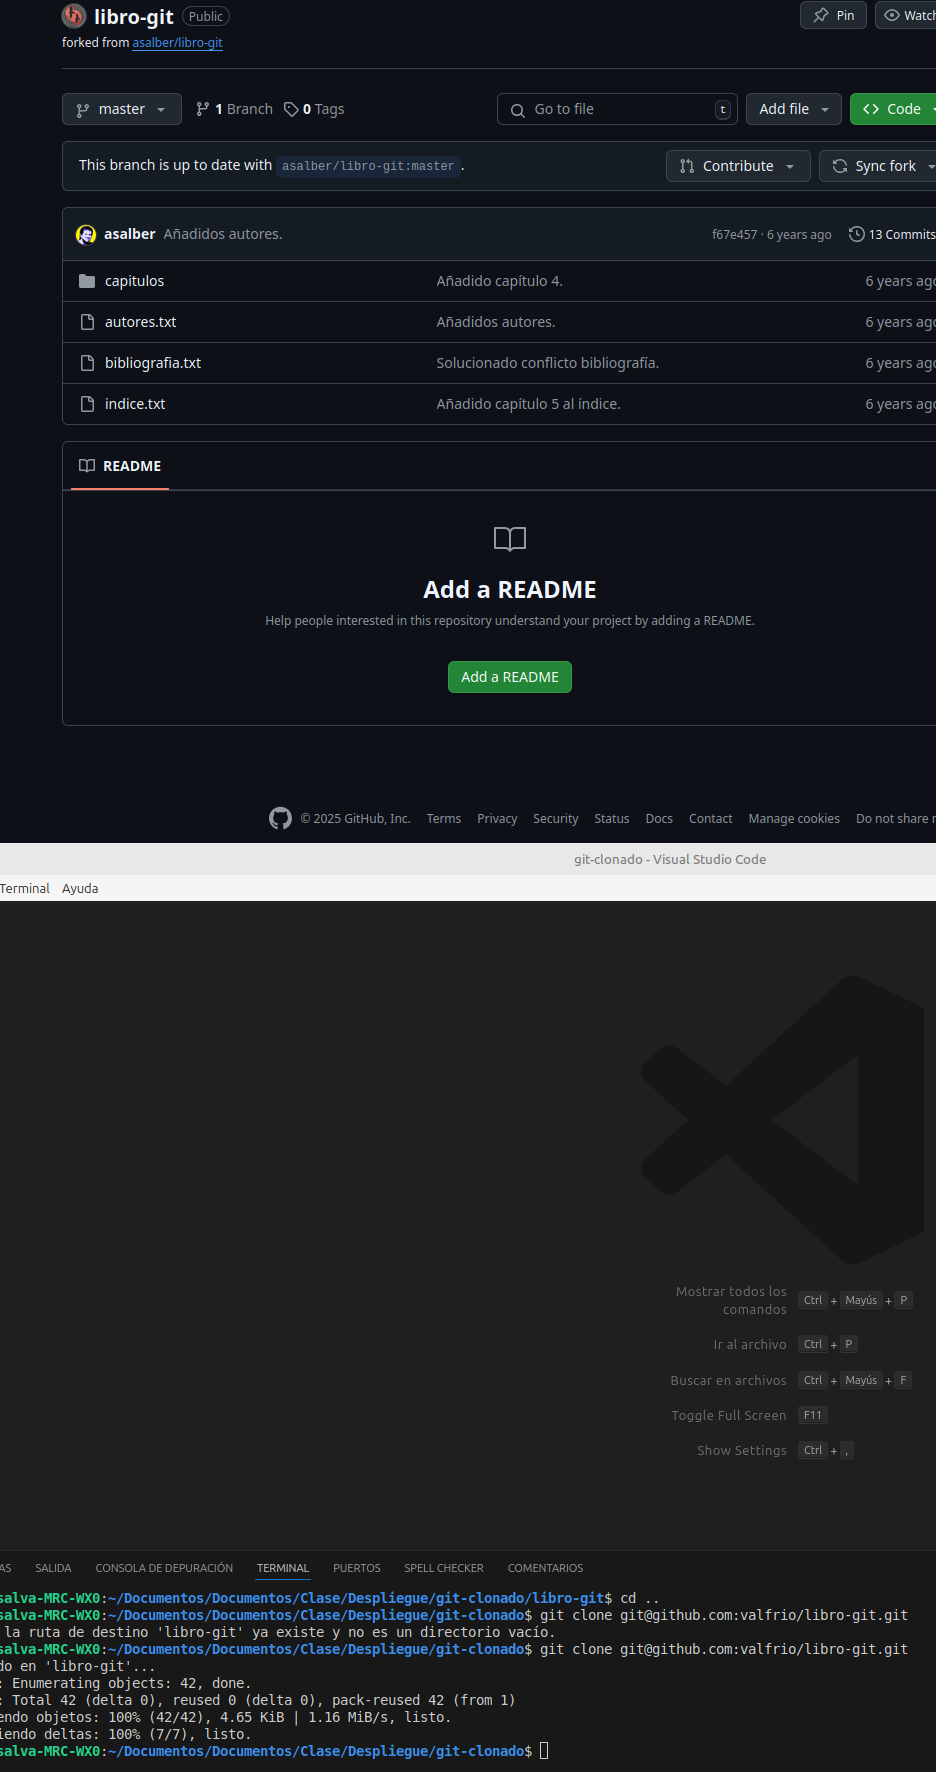 libro-git Public Pin Watch
forked from asalber/libro-git
master 1 Branch 0 Tags Go to file t Add file Code
This branch is up to date with asalber/libro-git:master. Contribute Sync fork
asalber Añadidos autores. f67e457 · 6 years ago 13 Commits
capitulos Añadido capítulo 4. 6 years ago
autores.txt Añadidos autores. 6 years ago
bibliografia.txt Solucionado conflicto bibliografía. 6 years ago
indice.txt Añadido capítulo 5 al índice. 6 years ago
README
Add a README
Help people interested in this repository understand your project by adding a README.
Add a README
© 2025 GitHub, Inc. Terms Privacy Security Status Docs Contact Manage cookies Do not share
git-clonado - Visual Studio Code
Terminal Ayuda
Mostrar todos los
comandos Ctrl + Mayús + P
Ir al archivo Ctrl + P
Buscar en archivos Ctrl + Mayús + F
Toggle Full Screen F11
Show Settings Ctrl + ,
AS SALIDA CONSOLA DE DEPURACIÓN TERMINAL PUERTOS SPELL CHECKER COMENTARIOS
salva-MRC-WX0:~/Documentos/Documentos/Clase/Despliegue/git-clonado/libro-git$ cd ..
salva-MRC-WX0:~/Documentos/Documentos/Clase/Despliegue/git-clonado$ git clone git@github.com:valfrio/libro-git.git
la ruta de destino 'libro-git' ya existe y no es un directorio vacío.
salva-MRC-WX0:~/Documentos/Documentos/Clase/Despliegue/git-clonado$ git clone git@github.com:valfrio/libro-git.git
do en 'libro-git'...
: Enumerating objects: 42, done.
: Total 42 (delta 0), reused 0 (delta 0), pack-reused 42 (from 1)
endo objetos: 100% (42/42), 4.65 KiB | 1.16 MiB/s, listo.
iendo deltas: 100% (7/7), listo.
salva-MRC-WX0:~/Documentos/Documentos/Clase/Despliegue/git-clonado$